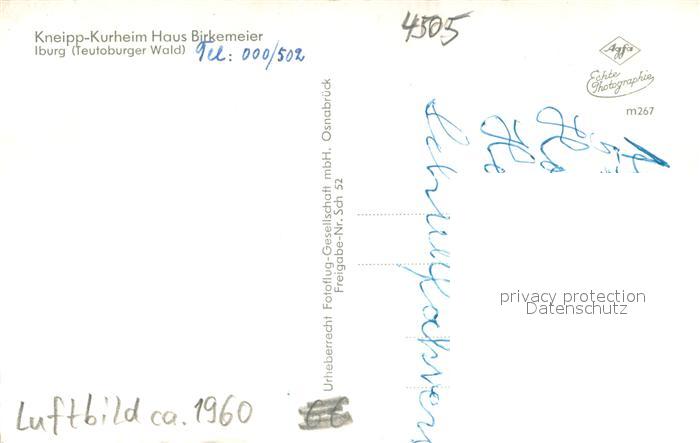 Kneipp-Kurheim Haus Birkemeier
Iburg (Teutoburger Wald)
Tel: 000/502
4505
Agfa
Echte
Photographie
m267
Urheberrecht Fotoflug-Gesellschaft mbH. Osnabrück
Freigabe-Nr. Sch 52
privacy protection
Datenschutz
Luftbild ca. 1960